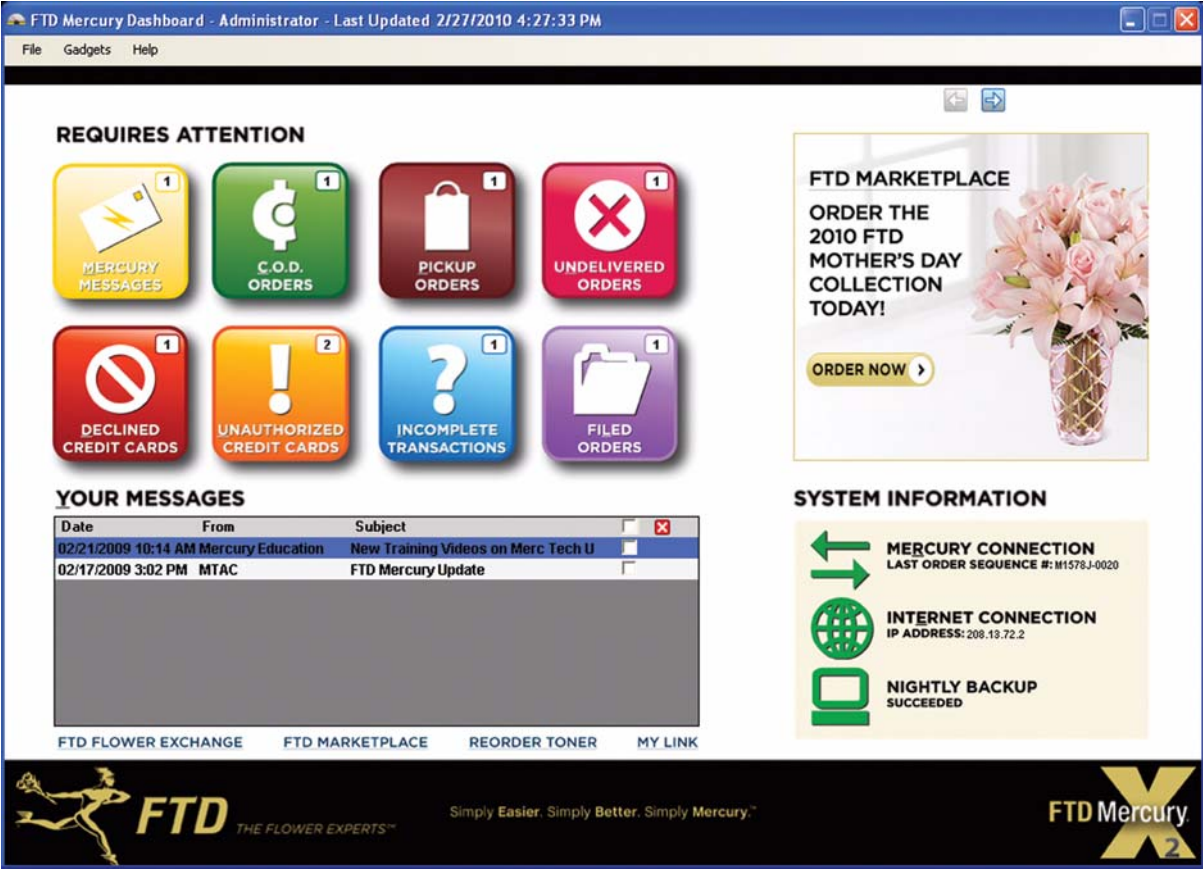 FTD Mercury Dashboard - Administrator - Last Updated 2/27/2010 4:27:33 PM
File Gadgets Help
REQUIRES ATTENTION
1
MERCURY
MESSAGES
1
C.O.D.
ORDERS
1
PICKUP
ORDERS
1
UNDELIVERED
ORDERS
1
DECLINED
CREDIT CARDS
2
UNAUTHORIZED
CREDIT CARDS
1
INCOMPLETE
TRANSACTIONS
1
FILED
ORDERS
FTD MARKETPLACE
ORDER THE
2010 FTD
MOTHER'S DAY
COLLECTION
TODAY!
ORDER NOW
YOUR MESSAGES
Date From Subject
02/21/2009 10:14 AM Mercury Education New Training Videos on Merc Tech U
02/17/2009 3:02 PM MTAC FTD Mercury Update
FTD FLOWER EXCHANGE FTD MARKETPLACE REORDER TONER MY LINK
SYSTEM INFORMATION
MERCURY CONNECTION
LAST ORDER SEQUENCE #: M1578J-0020
INTERNET CONNECTION
IP ADDRESS: 208.13.72.2
NIGHTLY BACKUP
SUCCEEDED
FTD THE FLOWER EXPERTS℠
Simply Easier. Simply Better. Simply Mercury.™
FTD Mercury.
X
2